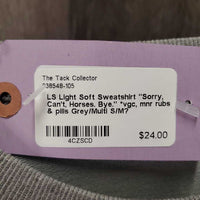 The Tack Collector
03854B-105
LS Light Soft Sweatshirt "Sorry,
Can't, Horses. Bye." *vgc, mnr rubs
& pills Grey/Multi S/M?
4CZSCD
$24.00